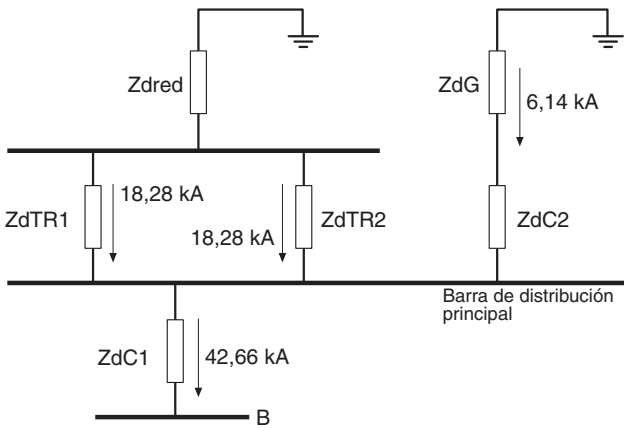 Zdred
ZdG
6,14 kA
18,28 kA
ZdTR1
18,28 kA
ZdTR2
ZdC2
Barra de distribución
principal
ZdC1
42,66 kA
B